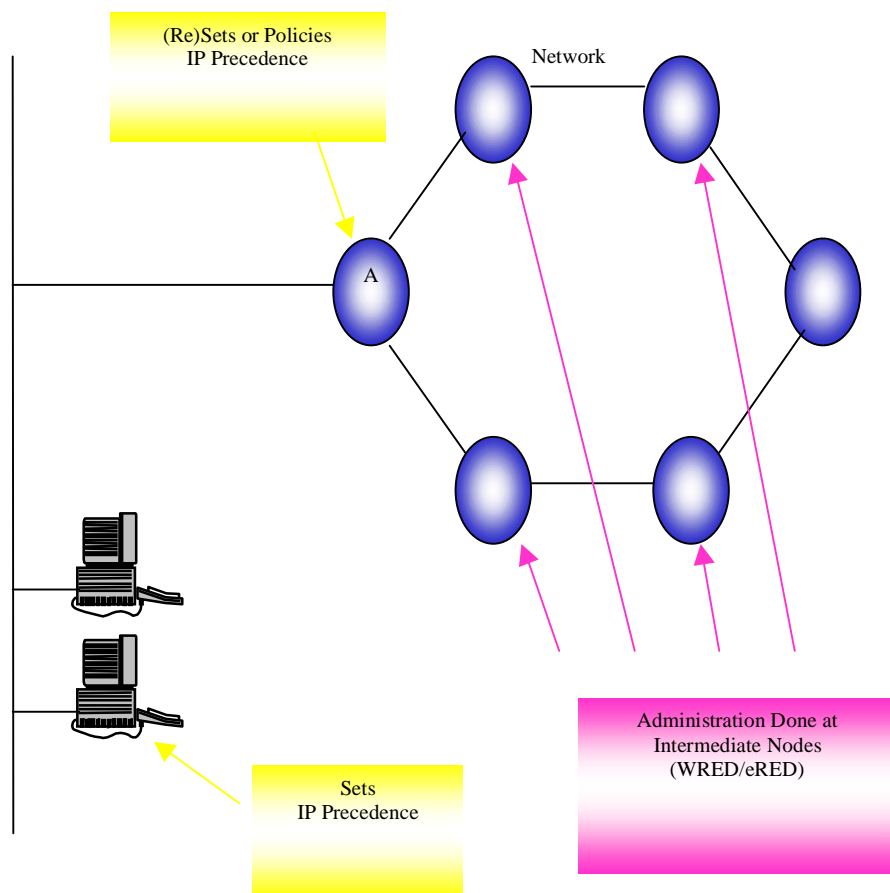 (Re)Sets or Policies
IP Precedence
Network
A
Administration Done at
Intermediate Nodes
(WRED/eRED)
Sets
IP Precedence